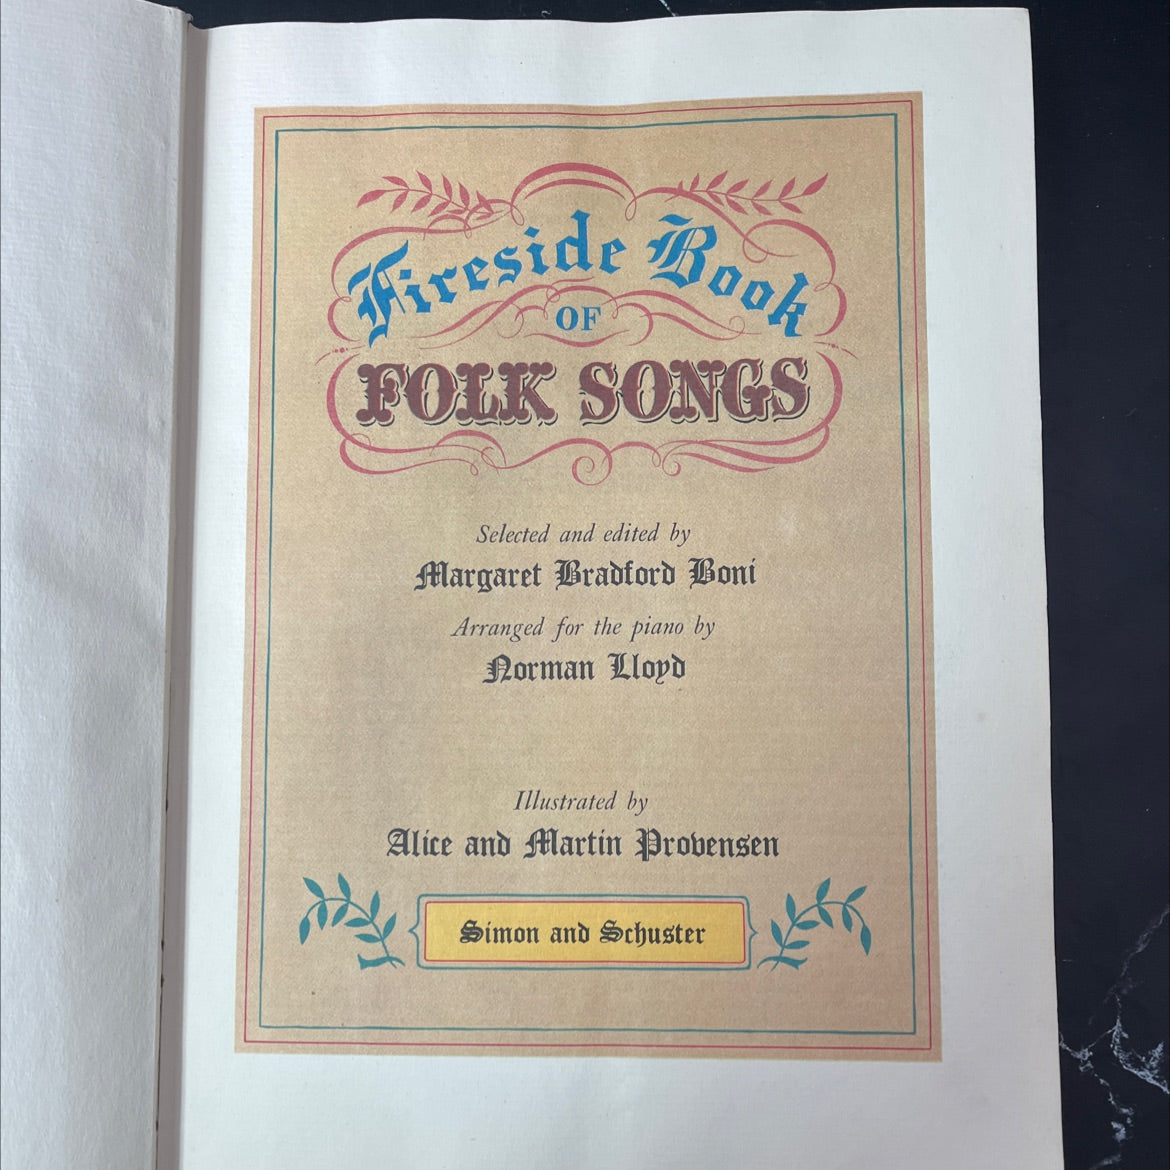 Fireside Book
OF
FOLK SONGS
Selected and edited by
Margaret Bradford Boni
Arranged for the piano by
Norman Lloyd
Illustrated by
Alice and Martin Provensen
Simon and Schuster